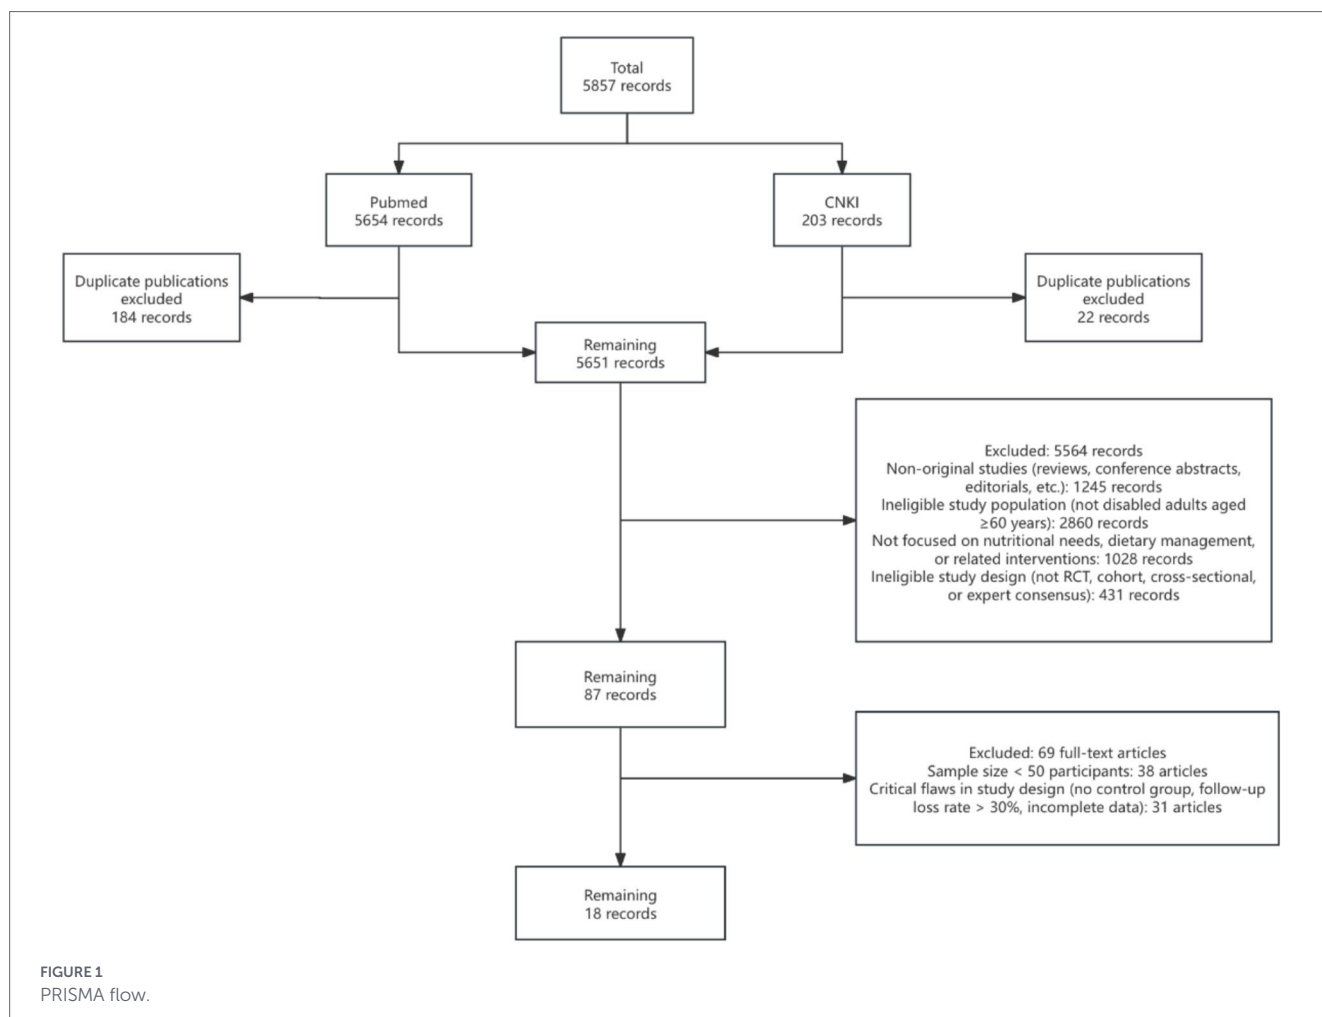 Total
5857 records
Pubmed
5654 records
CNKI
203 records
Duplicate publications
excluded
184 records
Duplicate publications
excluded
22 records
Remaining
5651 records
Excluded: 5564 records
Non-original studies (reviews, conference abstracts,
editorials, etc.): 1245 records
Ineligible study population (not disabled adults aged
≥60 years): 2860 records
Not focused on nutritional needs, dietary management,
or related interventions: 1028 records
Ineligible study design (not RCT, cohort, cross-sectional,
or expert consensus): 431 records
Remaining
87 records
Excluded: 69 full-text articles
Sample size < 50 participants: 38 articles
Critical flaws in study design (no control group, follow-up
loss rate > 30%, incomplete data): 31 articles
Remaining
18 records
FIGURE 1
PRISMA flow.